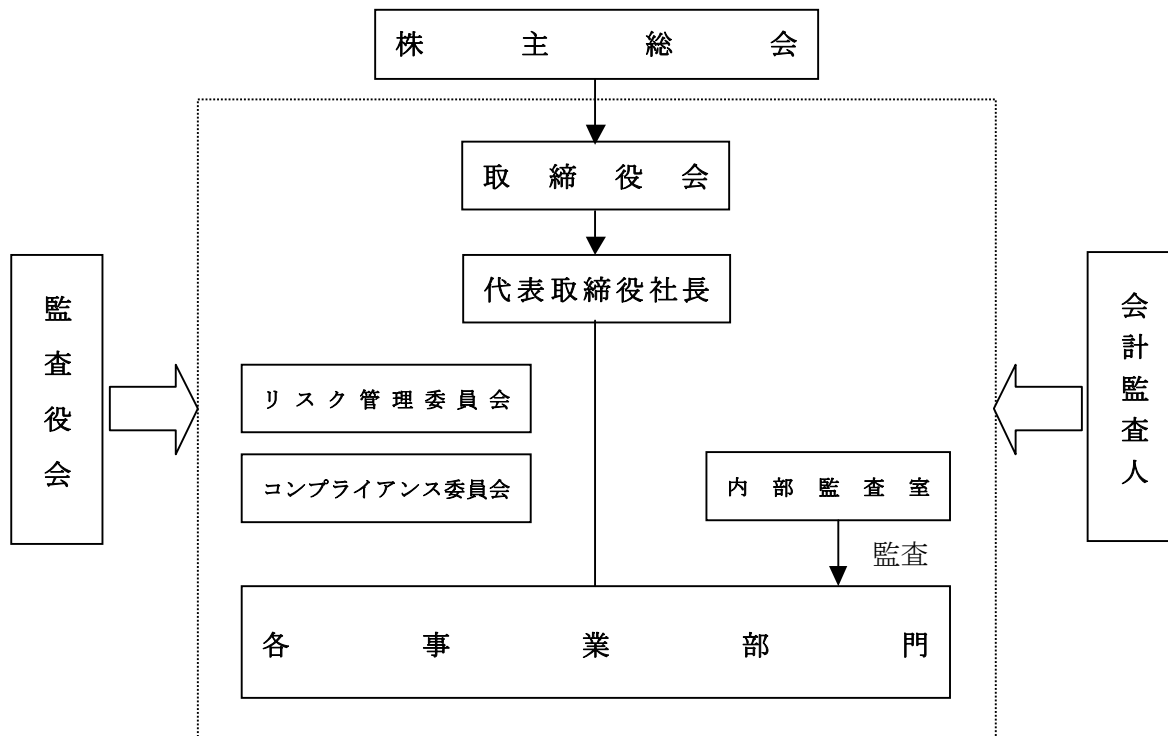 株主総会
取締役会
代表取締役社長
監査役会
会計監査人
リスク管理委員会
コンプライアンス委員会
内部監査室
監査
各事業部門